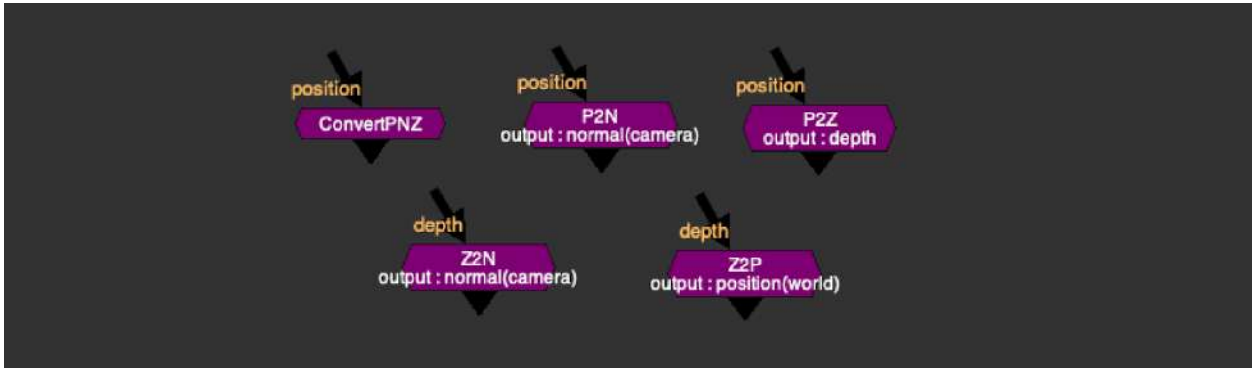 position
ConvertPNZ
position
P2N
output : normal(camera)
position
P2Z
output : depth
depth
Z2N
output : normal(camera)
depth
Z2P
output : position(world)